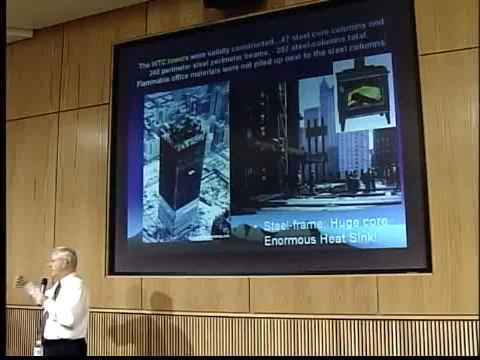 The WTC towers were solidly constructed...47 steel core columns and
240 perimeter steel perimeter beams. 287 steel-columns total.
Flammable office materials were not piled up next to the steel columns.
• Steel-frame: Huge core
Enormous Heat Sink!